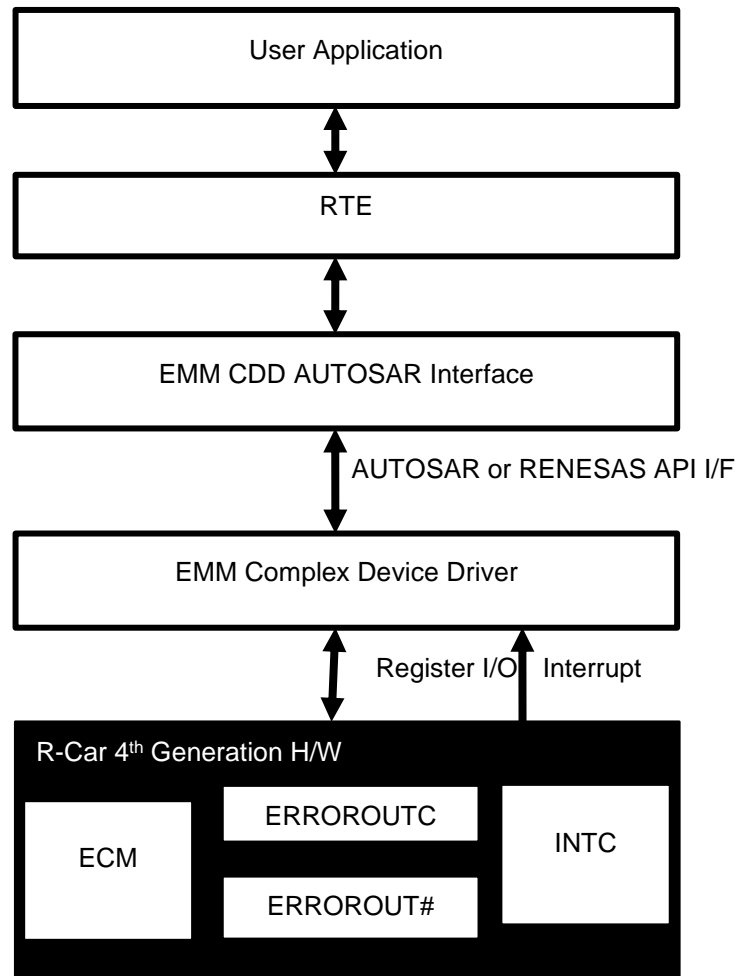 User Application
RTE
EMM CDD AUTOSAR Interface
AUTOSAR or RENESAS API I/F
EMM Complex Device Driver
Register I/O
Interrupt
R-Car 4th Generation H/W
ECM
ERROROUTC
ERROROUT#
INTC